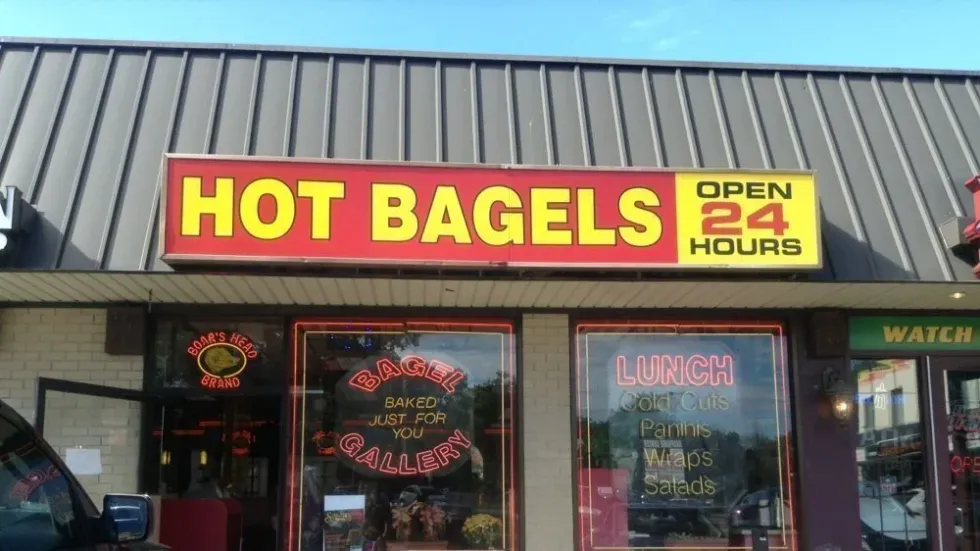 HOT BAGELS
OPEN
24
HOURS
BOAR'S HEAD
BRAND
BAGEL
BAKED
JUST FOR
YOU
GALLERY
LUNCH
Cold Cuts
Paninis
Wraps
Salads
WATCH